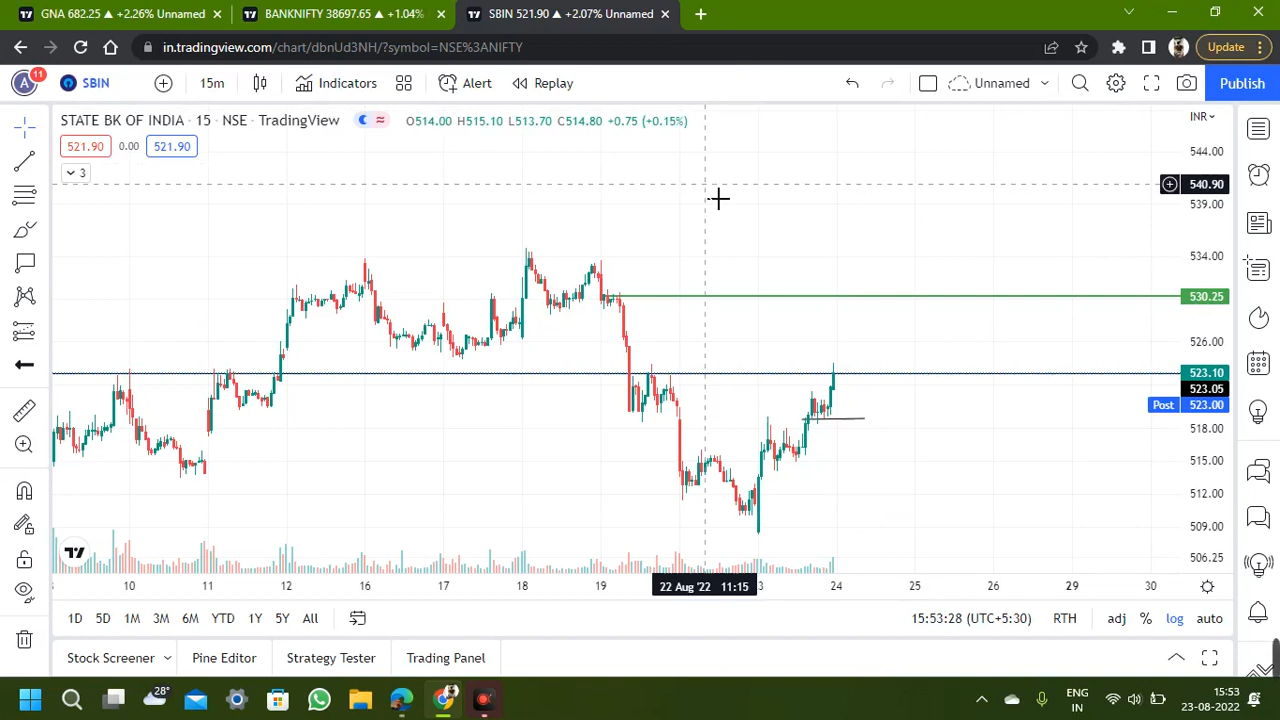 GNA 682.25 ▲ +2.26% Unnamed
BANKNIFTY 38697.65 ▲ +1.04%
SBIN 521.90 ▲ +2.07% Unnamed
in.tradingview.com/chart/dbnUd3NH/?symbol=NSE%3ANIFTY
Update
A 11
SBIN
15m
Indicators
Alert
Replay
Unnamed
Publish
STATE BK OF INDIA · 15 · NSE · TradingView
O514.00 H515.10 L513.70 C514.80 +0.75 (+0.15%)
INR
521.90 0.00 521.90
3
544.00
540.90
539.00
534.00
530.25
526.00
523.10
523.05
Post 523.00
518.00
515.00
512.00
509.00
506.25
10 11 12 16 17 18 19 22 Aug '22 11:15 3 24 25 26 29 30
1D 5D 1M 3M 6M YTD 1Y 5Y All
15:53:28 (UTC+5:30) RTH adj % log auto
Stock Screener Pine Editor Strategy Tester Trading Panel
28°
ENG
IN
15:53
23-08-2022